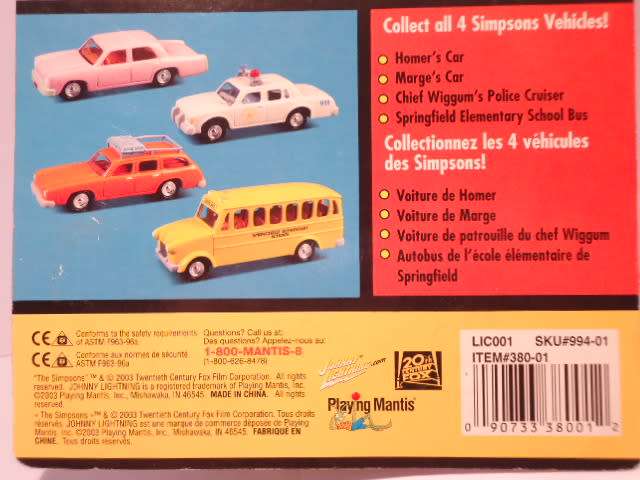 Collect all 4 Simpsons Vehicles!
Homer's Car
Marge's Car
Chief Wiggum's Police Cruiser
Springfield Elementary School Bus
Collectionnez les 4 véhicules
des Simpsons!
Voiture de Homer
Voiture de Marge
Voiture de patrouille du chef Wiggum
Autobus de l'école élémentaire de
Springfield
SPRINGFIELD ELEMENTARY
SCHOOL
CE Conforms to the safety requirements
of ASTM F963-96a
CE Conforme aux normes de sécurité
ASTM F963-96a
Questions? Call us at:
Des questions? Appelez-nous au:
1-800-MANTIS-8
(1-800-626-8478)
"The Simpsons" ™ & © 2003 Twentieth Century Fox Film Corporation. All rights
reserved. JOHNNY LIGHTNING is a registered trademark of Playing Mantis,
Inc. ©2003 Playing Mantis, Inc., Mishawaka, IN 46545 MADE IN CHINA. All rights
reserved.
« The Simpsons » ™ & © 2003 Twentieth Century Fox Film Corporation. Tous droits
réservés. JOHNNY LIGHTNING est une marque de commerce déposée de Playing
Mantis, Inc. ©2003 Playing Mantis, Inc., Mishawaka, IN, 46545. FABRIQUÉ EN
CHINE. Tous droits réservés.
Johnny
Lightning.com
20th
CENTURY
FOX
Playing Mantis
LIC001 SKU#994-01
ITEM#380-01
0 90733 38001 2